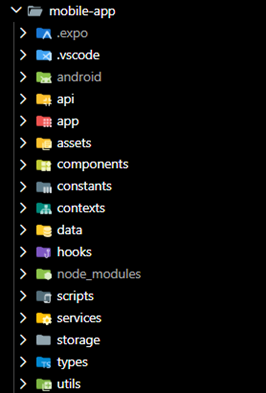 mobile-app
.expo
.vscode
android
api
app
assets
components
constants
contexts
data
hooks
node_modules
scripts
services
storage
types
utils